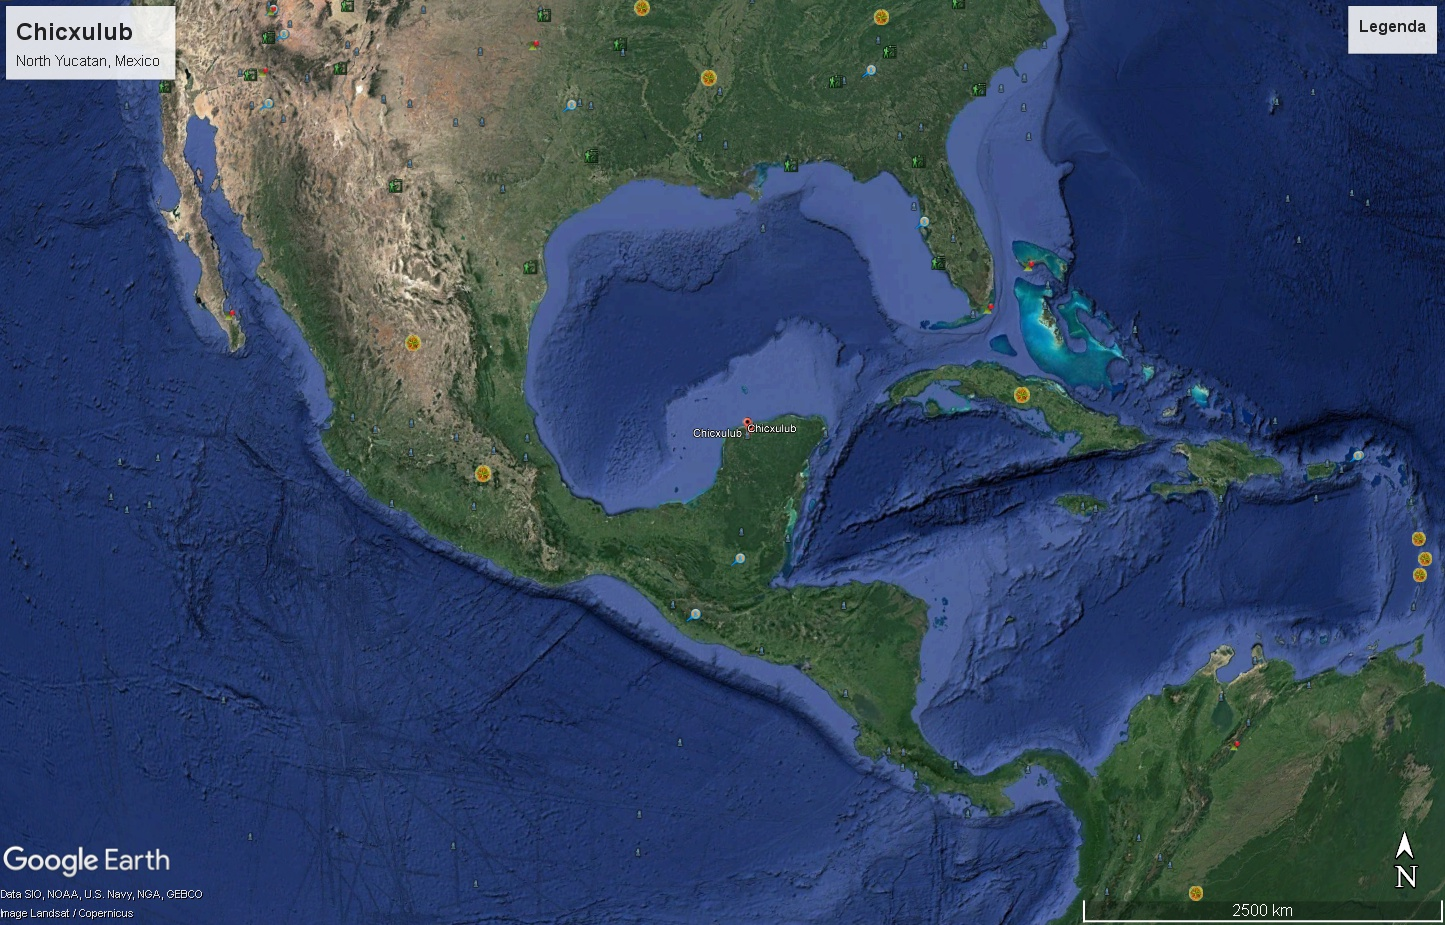 Chicxulub
North Yucatan, Mexico
Legenda
Chicxulub
Chicxulub
Google Earth
Data SIO, NOAA, U.S. Navy, NGA, GEBCO
Image Landsat / Copernicus
N
2500 km